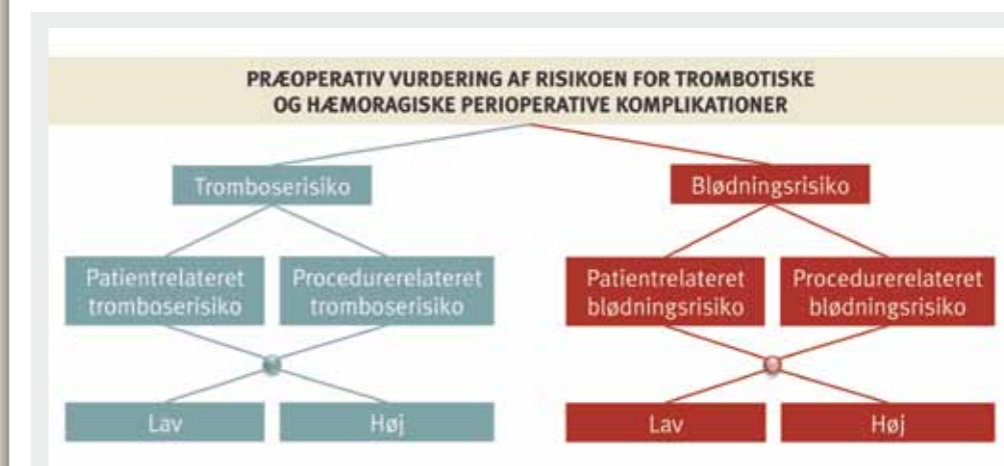 PRÆOPERATIV VURDERING AF RISIKOEN FOR TROMBOTISKE
OG HÆMORAGISKE PERIOPERATIVE KOMPLIKATIONER
Tromboserisiko
Blødningsrisiko
Patientrelateret
tromboserisiko
Procedurerelateret
tromboserisiko
Patientrelateret
blødningsrisiko
Procedurerelateret
blødningsrisiko
Lav
Høj
Lav
Høj